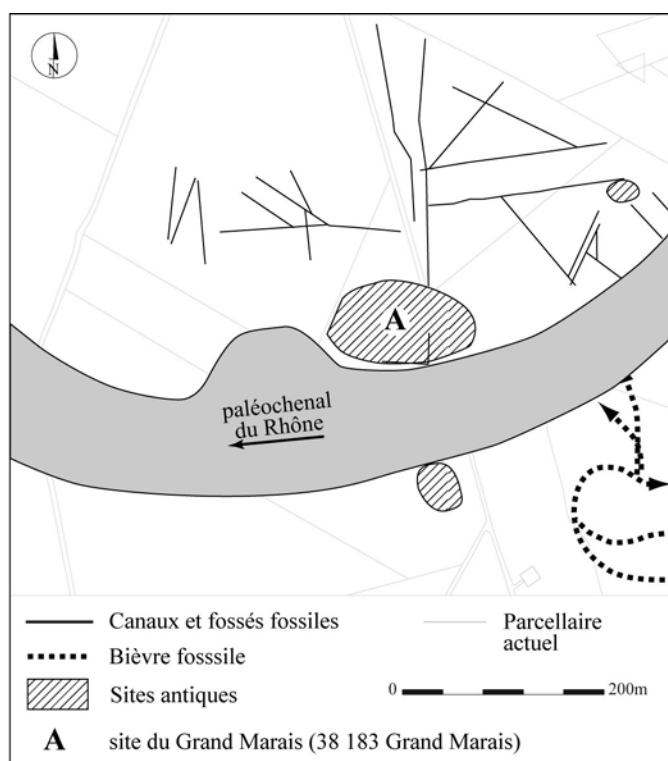 N
A
paléochenal
du Rhône
Canaux et fossés fossiles
Parcellaire
actuel
Bièvre fosssile
Sites antiques
0
200m
A site du Grand Marais (38 183 Grand Marais)